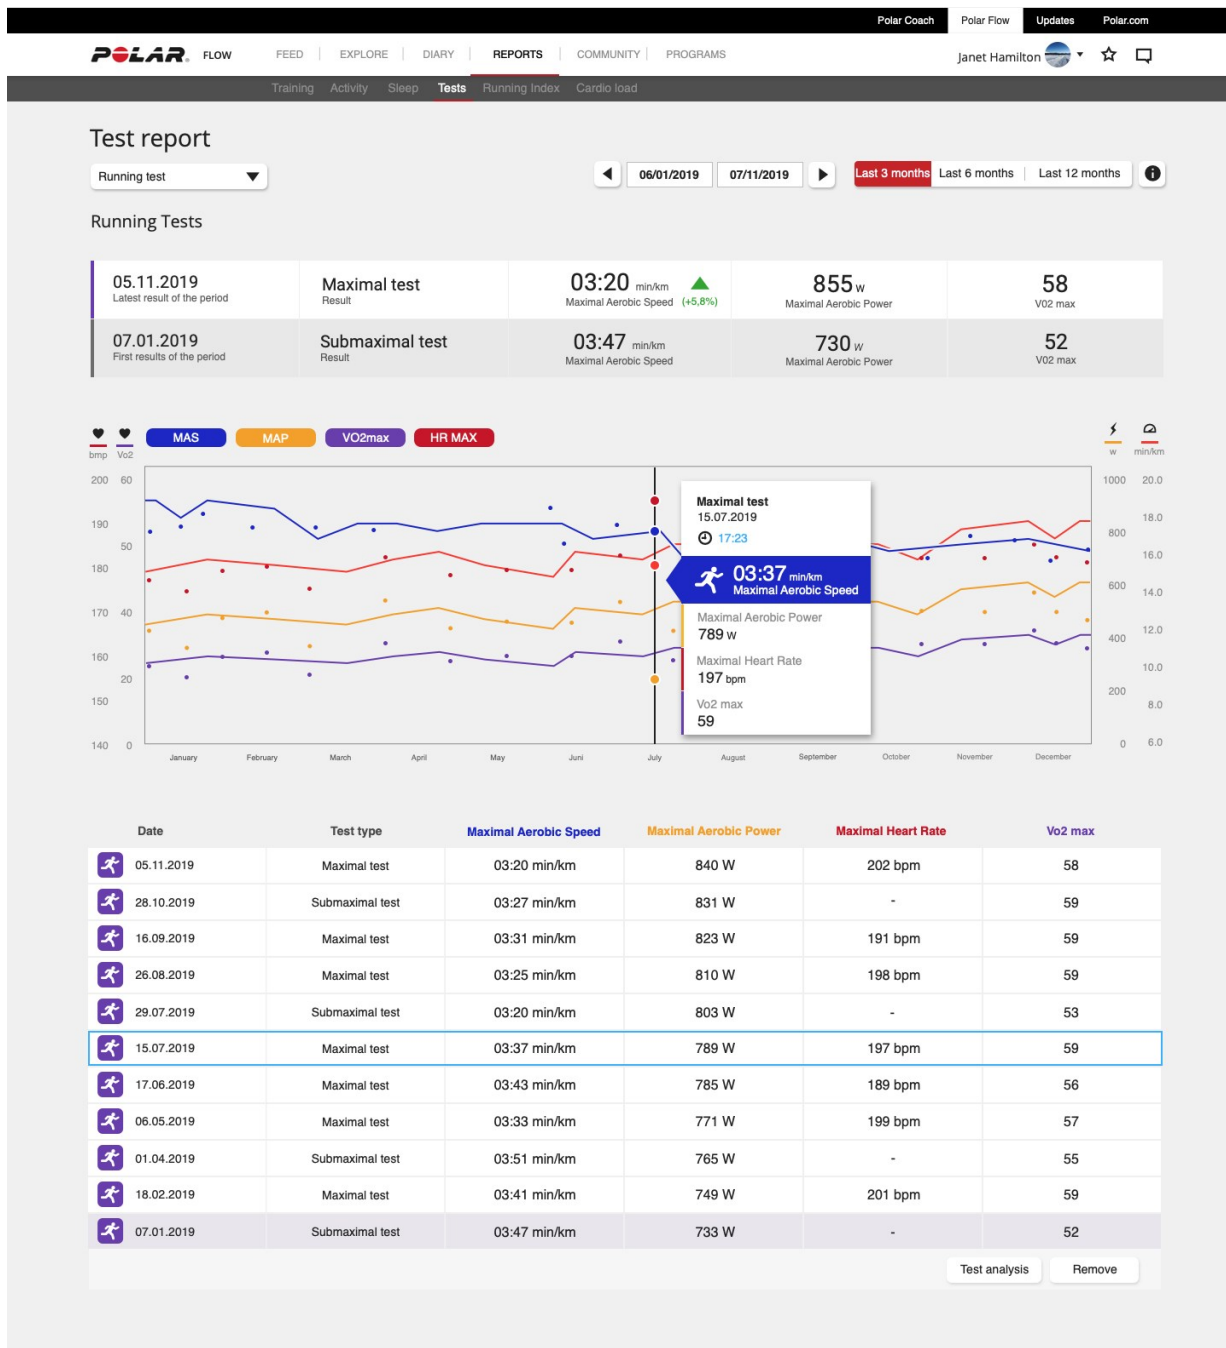 Polar Coach Polar Flow Updates Polar.com
POLAR. FLOW FEED EXPLORE DIARY REPORTS COMMUNITY PROGRAMS Janet Hamilton
Training Activity Sleep Tests Running Index Cardio load
Test report
Running test 06/01/2019 07/11/2019 Last 3 months Last 6 months Last 12 months
Running Tests
05.11.2019 Maximal test 03:20 min/km 855 w 58
Latest result of the period Result Maximal Aerobic Speed (+5,8%) Maximal Aerobic Power V02 max
07.01.2019 Submaximal test 03:47 min/km 730 w 52
First results of the period Result Maximal Aerobic Speed Maximal Aerobic Power V02 max
MAS MAP VO2max HR MAX
bmp Vo2 w min/km
200 60 1000 20.0
190 18.0
50 800
180 16.0
600 14.0
170 40
12.0
400
160 10.0
20 200
150 8.0
140 0 0 6.0
Maximal test
15.07.2019
17:23
03:37 min/km
Maximal Aerobic Speed
Maximal Aerobic Power
789 w
Maximal Heart Rate
197 bpm
Vo2 max
59
January February March April May Juni July August September October November December
Date Test type Maximal Aerobic Speed Maximal Aerobic Power Maximal Heart Rate Vo2 max
05.11.2019 Maximal test 03:20 min/km 840 W 202 bpm 58
28.10.2019 Submaximal test 03:27 min/km 831 W - 59
16.09.2019 Maximal test 03:31 min/km 823 W 191 bpm 59
26.08.2019 Maximal test 03:25 min/km 810 W 198 bpm 59
29.07.2019 Submaximal test 03:20 min/km 803 W - 53
15.07.2019 Maximal test 03:37 min/km 789 W 197 bpm 59
17.06.2019 Maximal test 03:43 min/km 785 W 189 bpm 56
06.05.2019 Maximal test 03:33 min/km 771 W 199 bpm 57
01.04.2019 Submaximal test 03:51 min/km 765 W - 55
18.02.2019 Maximal test 03:41 min/km 749 W 201 bpm 59
07.01.2019 Submaximal test 03:47 min/km 733 W - 52
Test analysis Remove